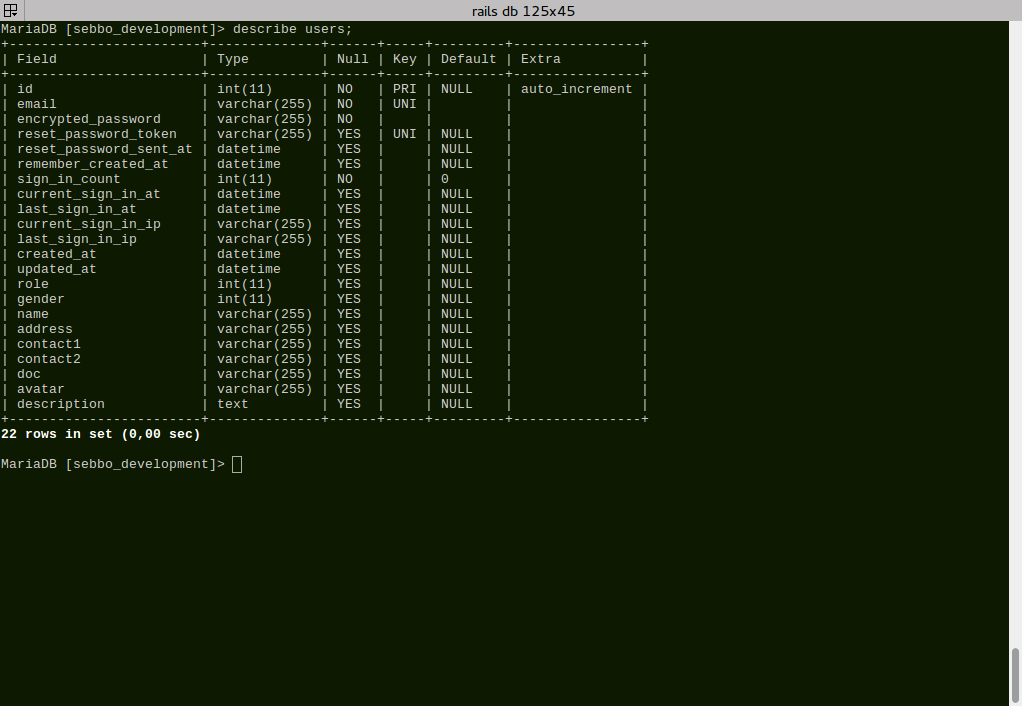 rails db 125x45
MariaDB [sebbo_development]> describe users;
+------------------------+--------------+------+-----+---------+----------------+
| Field                  | Type         | Null | Key | Default | Extra          |
+------------------------+--------------+------+-----+---------+----------------+
| id                     | int(11)      | NO   | PRI | NULL    | auto_increment |
| email                  | varchar(255) | NO   | UNI |         |                |
| encrypted_password     | varchar(255) | NO   |     |         |                |
| reset_password_token   | varchar(255) | YES  | UNI | NULL    |                |
| reset_password_sent_at | datetime     | YES  |     | NULL    |                |
| remember_created_at    | datetime     | YES  |     | NULL    |                |
| sign_in_count          | int(11)      | NO   |     | 0       |                |
| current_sign_in_at     | datetime     | YES  |     | NULL    |                |
| last_sign_in_at        | datetime     | YES  |     | NULL    |                |
| current_sign_in_ip     | varchar(255) | YES  |     | NULL    |                |
| last_sign_in_ip        | varchar(255) | YES  |     | NULL    |                |
| created_at             | datetime     | YES  |     | NULL    |                |
| updated_at             | datetime     | YES  |     | NULL    |                |
| role                   | int(11)      | YES  |     | NULL    |                |
| gender                 | int(11)      | YES  |     | NULL    |                |
| name                   | varchar(255) | YES  |     | NULL    |                |
| address                | varchar(255) | YES  |     | NULL    |                |
| contact1               | varchar(255) | YES  |     | NULL    |                |
| contact2               | varchar(255) | YES  |     | NULL    |                |
| doc                    | varchar(255) | YES  |     | NULL    |                |
| avatar                 | varchar(255) | YES  |     | NULL    |                |
| description            | text         | YES  |     | NULL    |                |
+------------------------+--------------+------+-----+---------+----------------+
22 rows in set (0,00 sec)
MariaDB [sebbo_development]>